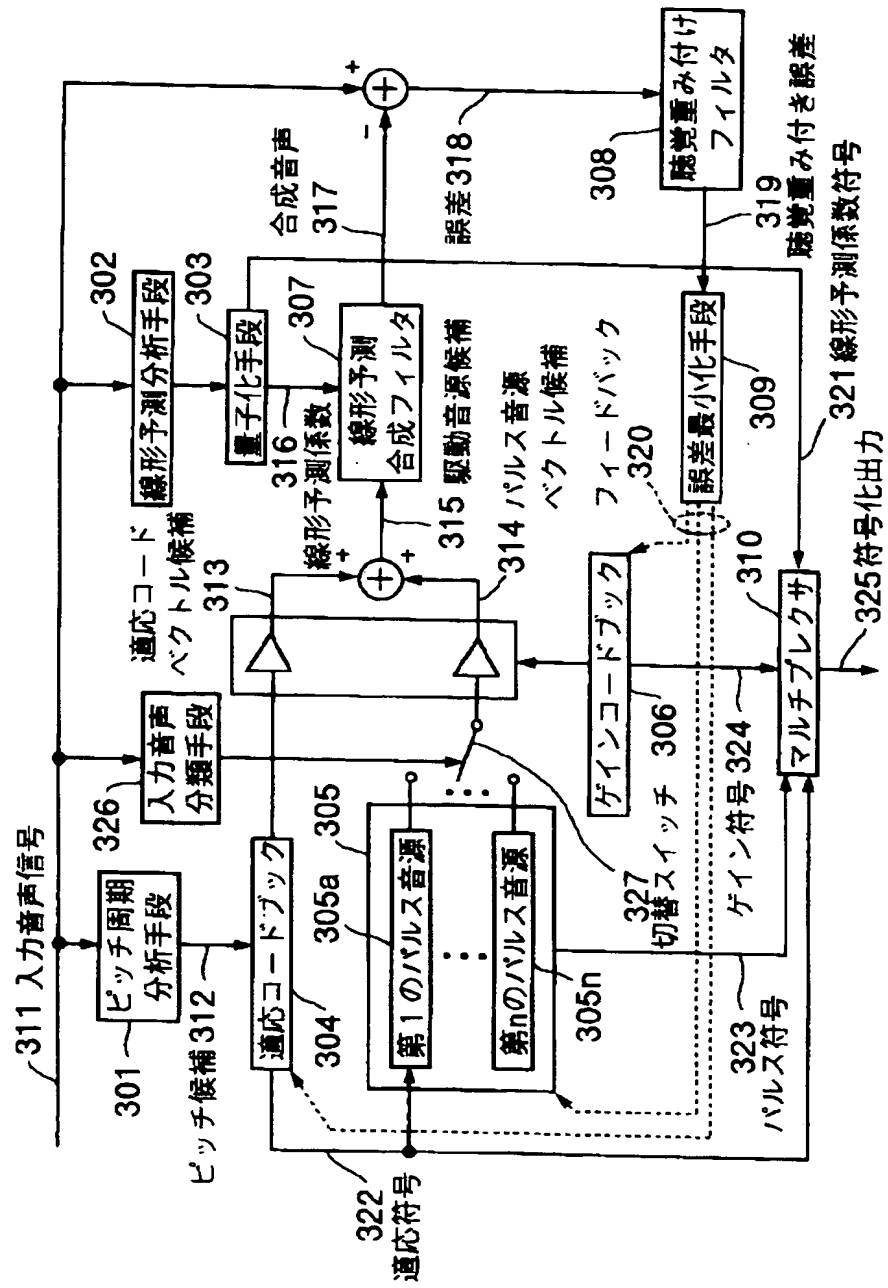 311 入力音声信号
ピッチ周期
分析手段
301
ピッチ候補 312
適応コードブック
304
322
適応符号
入力音声
分類手段
326
適応コード
ベクトル候補
313
305
305a
第1のパルス音源
第nのパルス音源
305n
327
切替スイッチ
323
パルス符号
302
線形予測分析手段
303
量子化手段
316
線形予測係数
307
線形予測
合成フィルタ
315 駆動音源候補
314 パルス音源
ベクトル候補
+
+
+
合成音声
317
+
-
+
誤差 318
聴覚重み付け
フィルタ
308
319
聴覚重み付き誤差
誤差最小化手段
309
フィードバック
320
ゲインコードブック
306
ゲイン符号 324
マルチプレクサ
310
321 線形予測係数符号
325 符号化出力